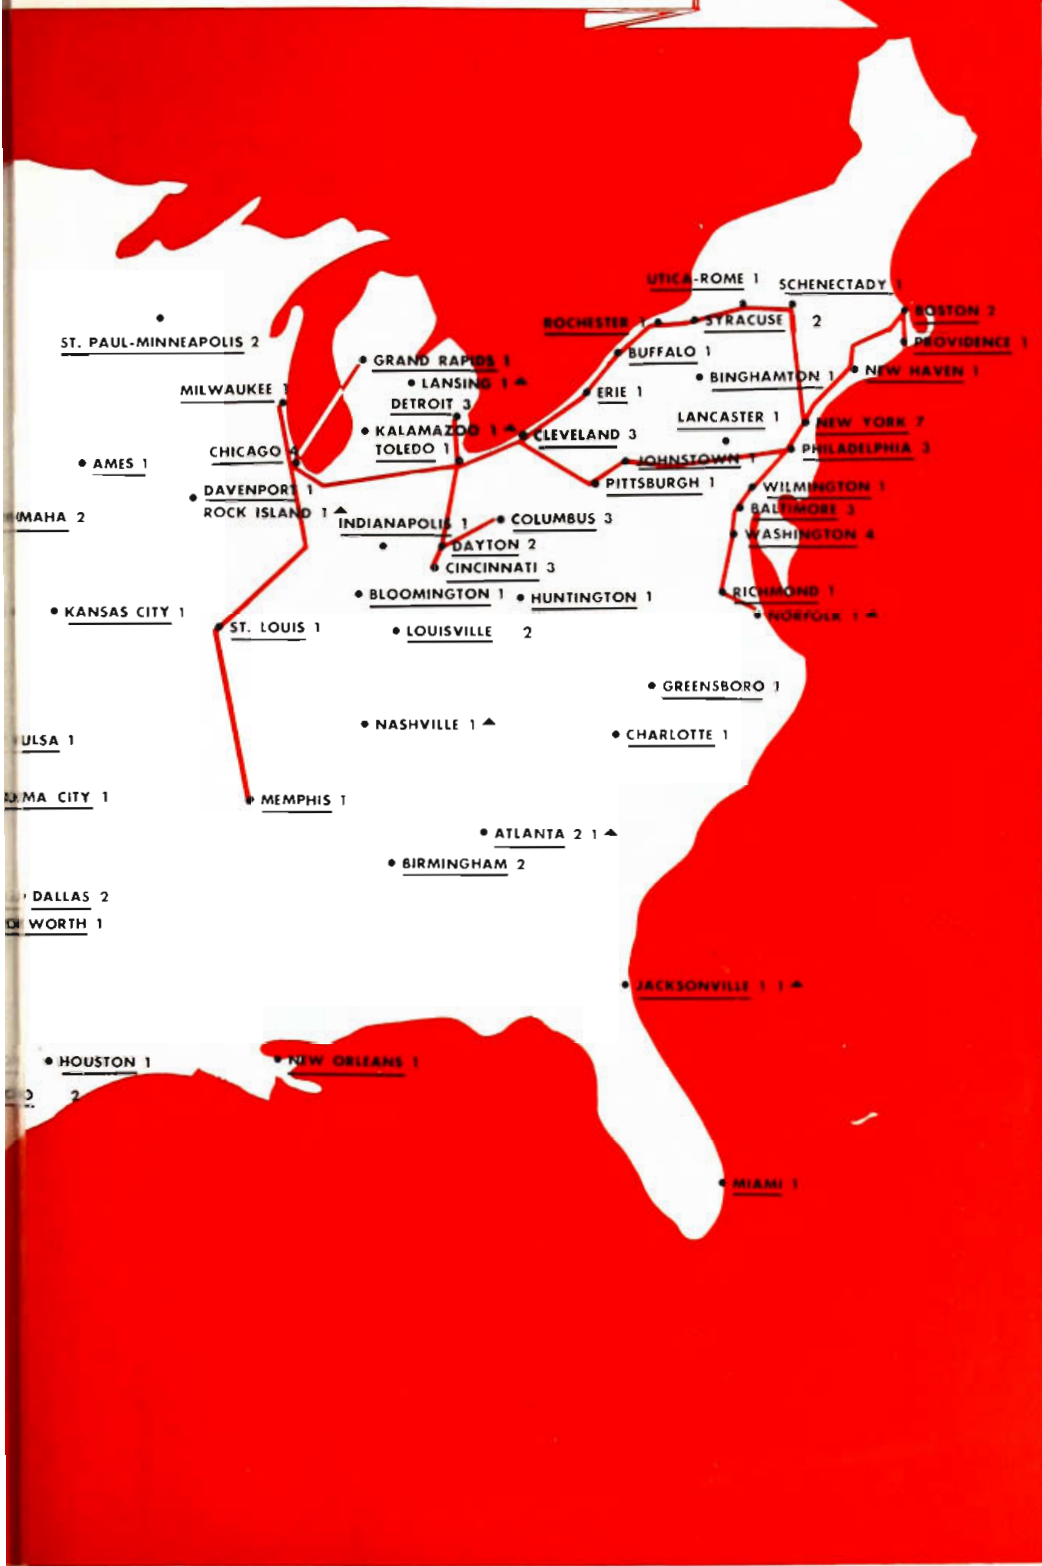 UTICA-ROME 1
SCHENECTADY 1
ROCHESTER 1
SYRACUSE 2
BOSTON 2
ST. PAUL-MINNEAPOLIS 2
PROVIDENCE 1
BUFFALO 1
GRAND RAPIDS 1
NEW HAVEN 1
BINGHAMTON 1
LANSING 1 ▲
MILWAUKEE 1
ERIE 1
DETROIT 3
LANCASTER 1
NEW YORK 7
KALAMAZOO 1 ▲
CLEVELAND 3
CHICAGO 4
TOLEDO 1
PHILADELPHIA 3
AMES 1
JOHNSTOWN 1
PITTSBURGH 1
WILMINGTON 1
DAVENPORT 1
ROCK ISLAND 1 ▲
BALTIMORE 3
MAHA 2
INDIANAPOLIS 1
COLUMBUS 3
WASHINGTON 4
DAYTON 2
CINCINNATI 3
RICHMOND 1
BLOOMINGTON 1
HUNTINGTON 1
KANSAS CITY 1
NORFOLK 1 ▲
ST. LOUIS 1
LOUISVILLE 2
GREENSBORO 1
NASHVILLE 1 ▲
CHARLOTTE 1
ULSA 1
MA CITY 1
MEMPHIS 1
ATLANTA 2 1 ▲
BIRMINGHAM 2
DALLAS 2
WORTH 1
JACKSONVILLE 1 1 ▲
HOUSTON 1
NEW ORLEANS 1
O 2
MIAMI 1